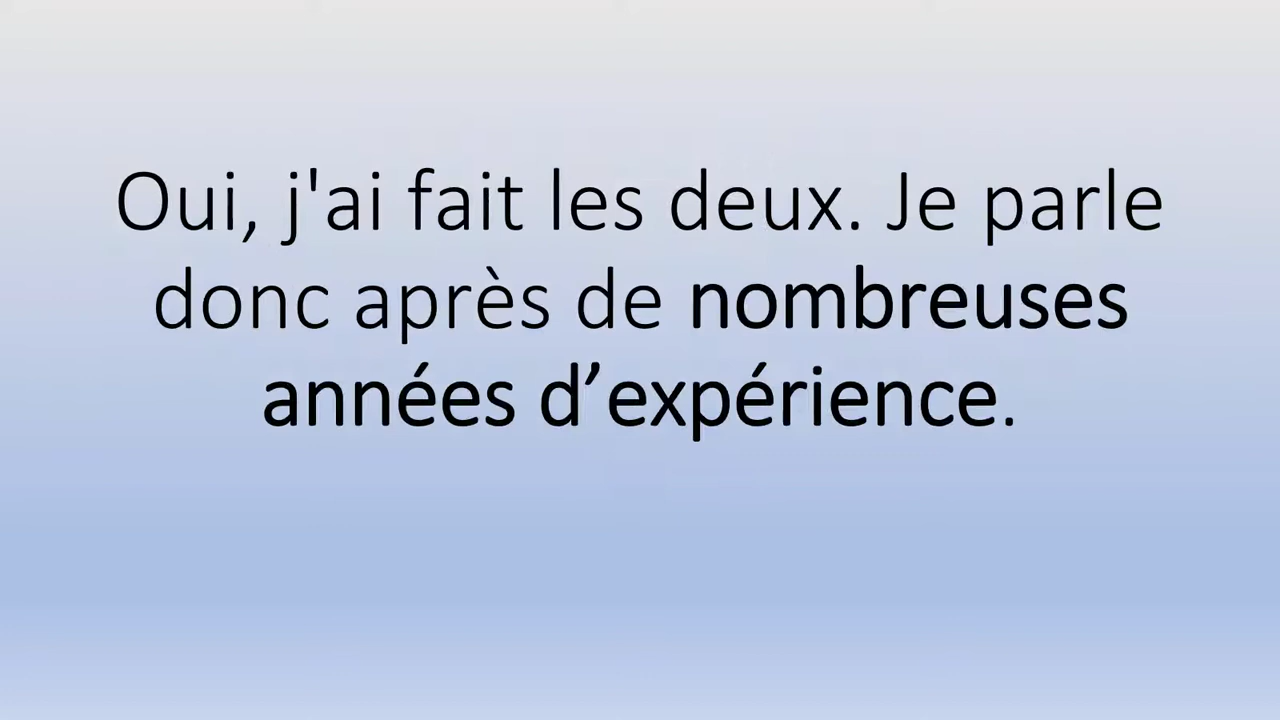 Oui, j'ai fait les deux. Je parle
donc après de nombreuses
années d’expérience.